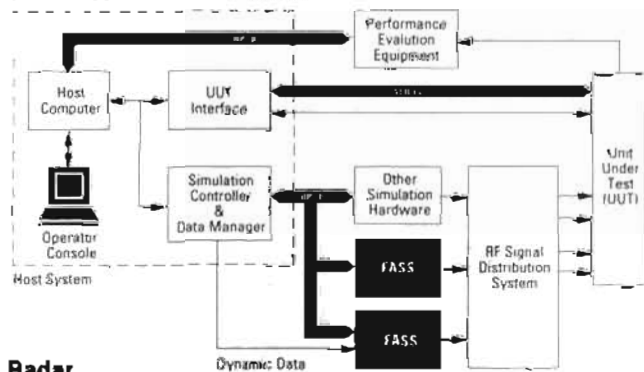 Performance
Evalution
Equipment
Host
Computer
UUT
Interface
Unit
Under
Test
(UUT)
Simulation
Controller
&
Data Manager
Other
Simulation
Hardware
Operator
Console
RF Signal
Distribution
System
FASS
Host System
FASS
Dynamic Data
Radar